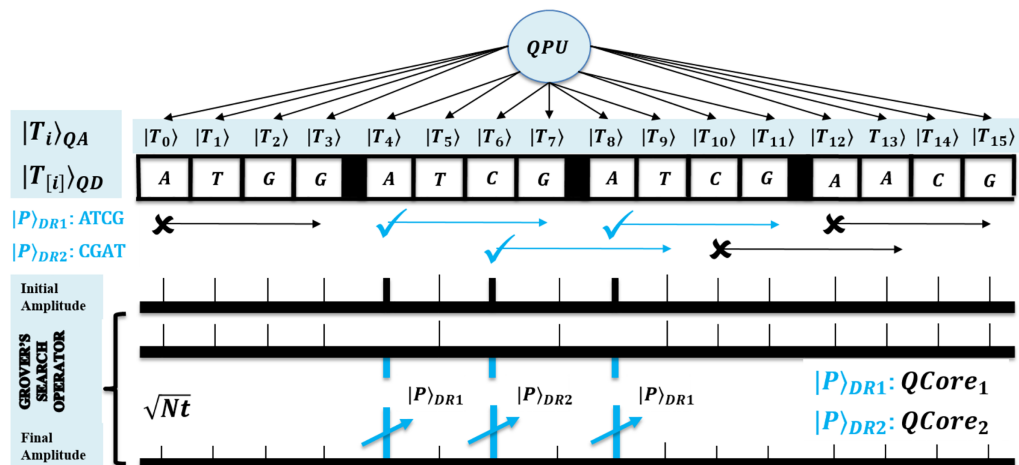 QPU
|T_i⟩_QA |T_0⟩ |T_1⟩ |T_2⟩ |T_3⟩ |T_4⟩ |T_5⟩ |T_6⟩ |T_7⟩ |T_8⟩ |T_9⟩ |T_10⟩ |T_11⟩ |T_12⟩ |T_13⟩ |T_14⟩ |T_15⟩
|T_[i]⟩_QD A T G G A T C G A T C G A A C G
|P⟩_DR1: ATCG
|P⟩_DR2: CGAT
Initial
Amplitude
GROVER'S
SEARCH
OPERATOR
√Nt
|P⟩_DR1 |P⟩_DR2 |P⟩_DR1
|P⟩_DR1: QCore_1
|P⟩_DR2: QCore_2
Final
Amplitude